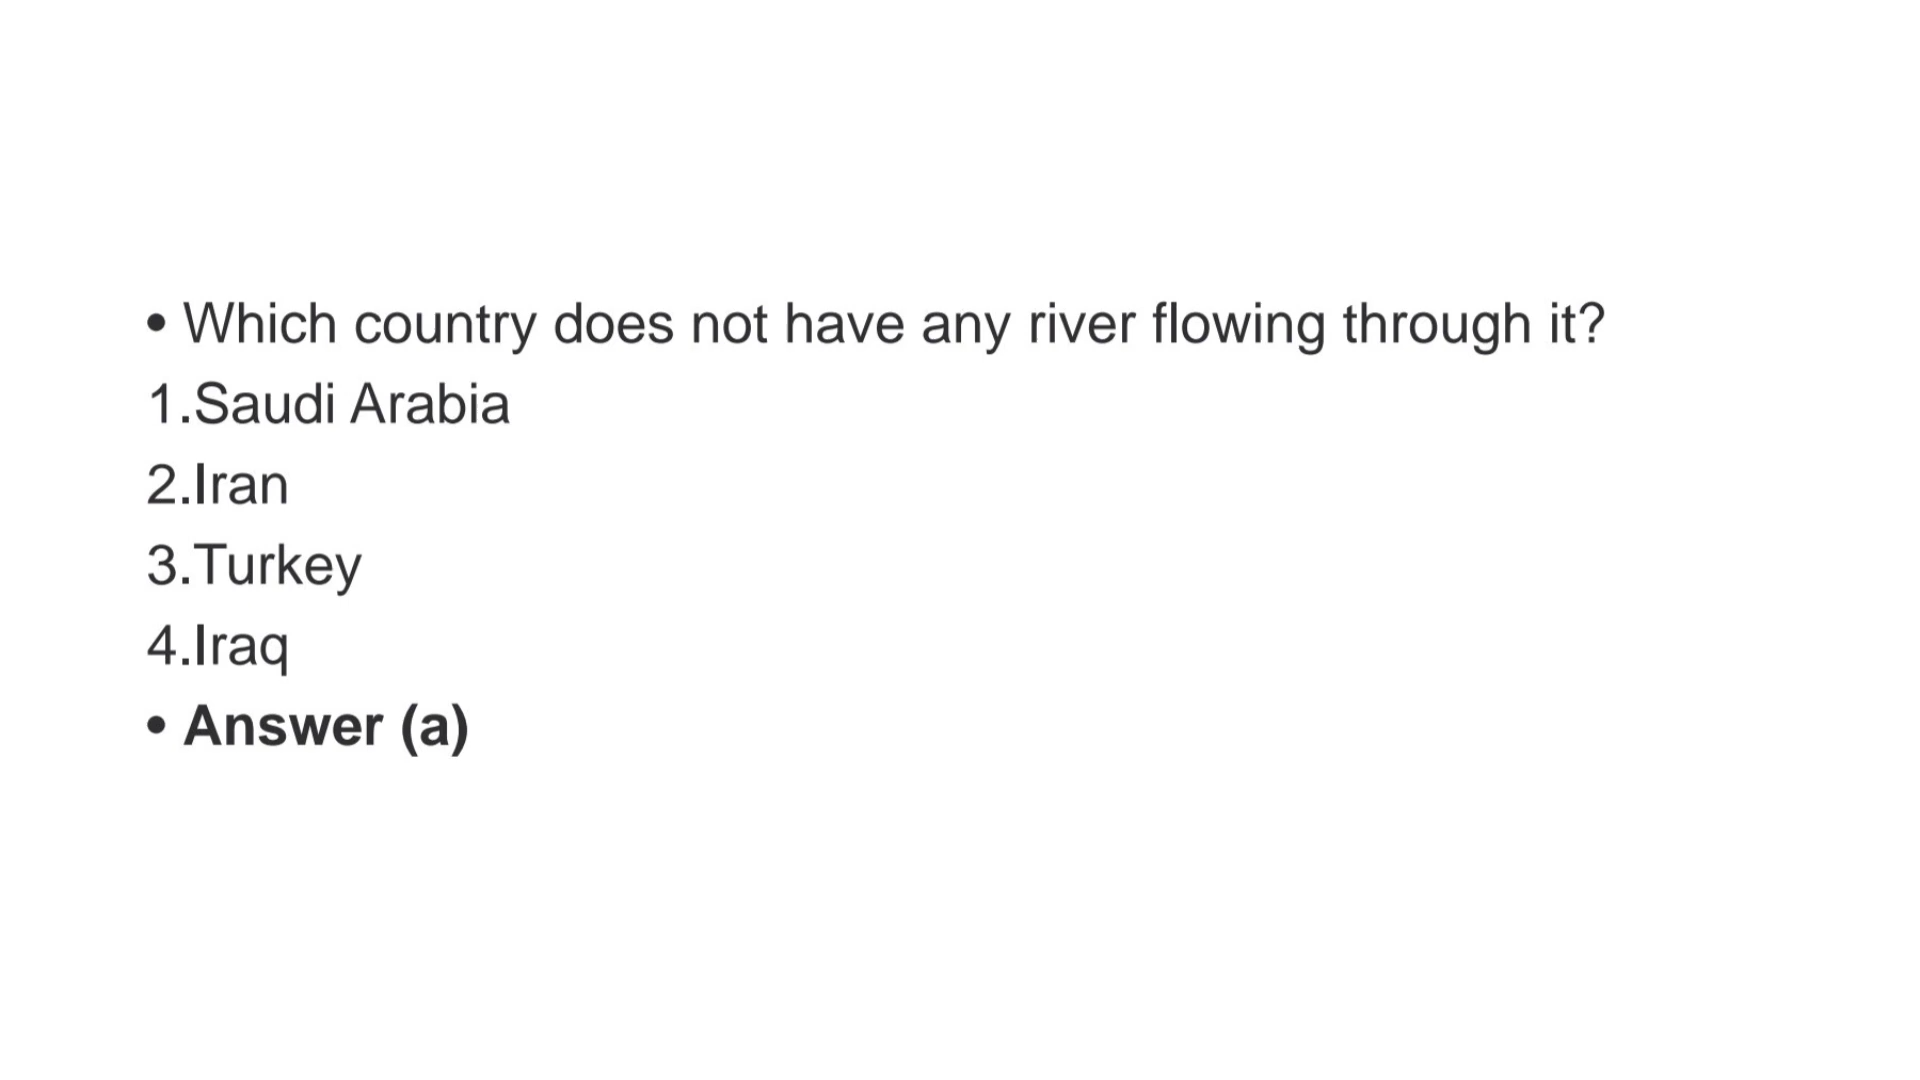 • Which country does not have any river flowing through it?
1.Saudi Arabia
2.Iran
3.Turkey
4.Iraq
• Answer (a)